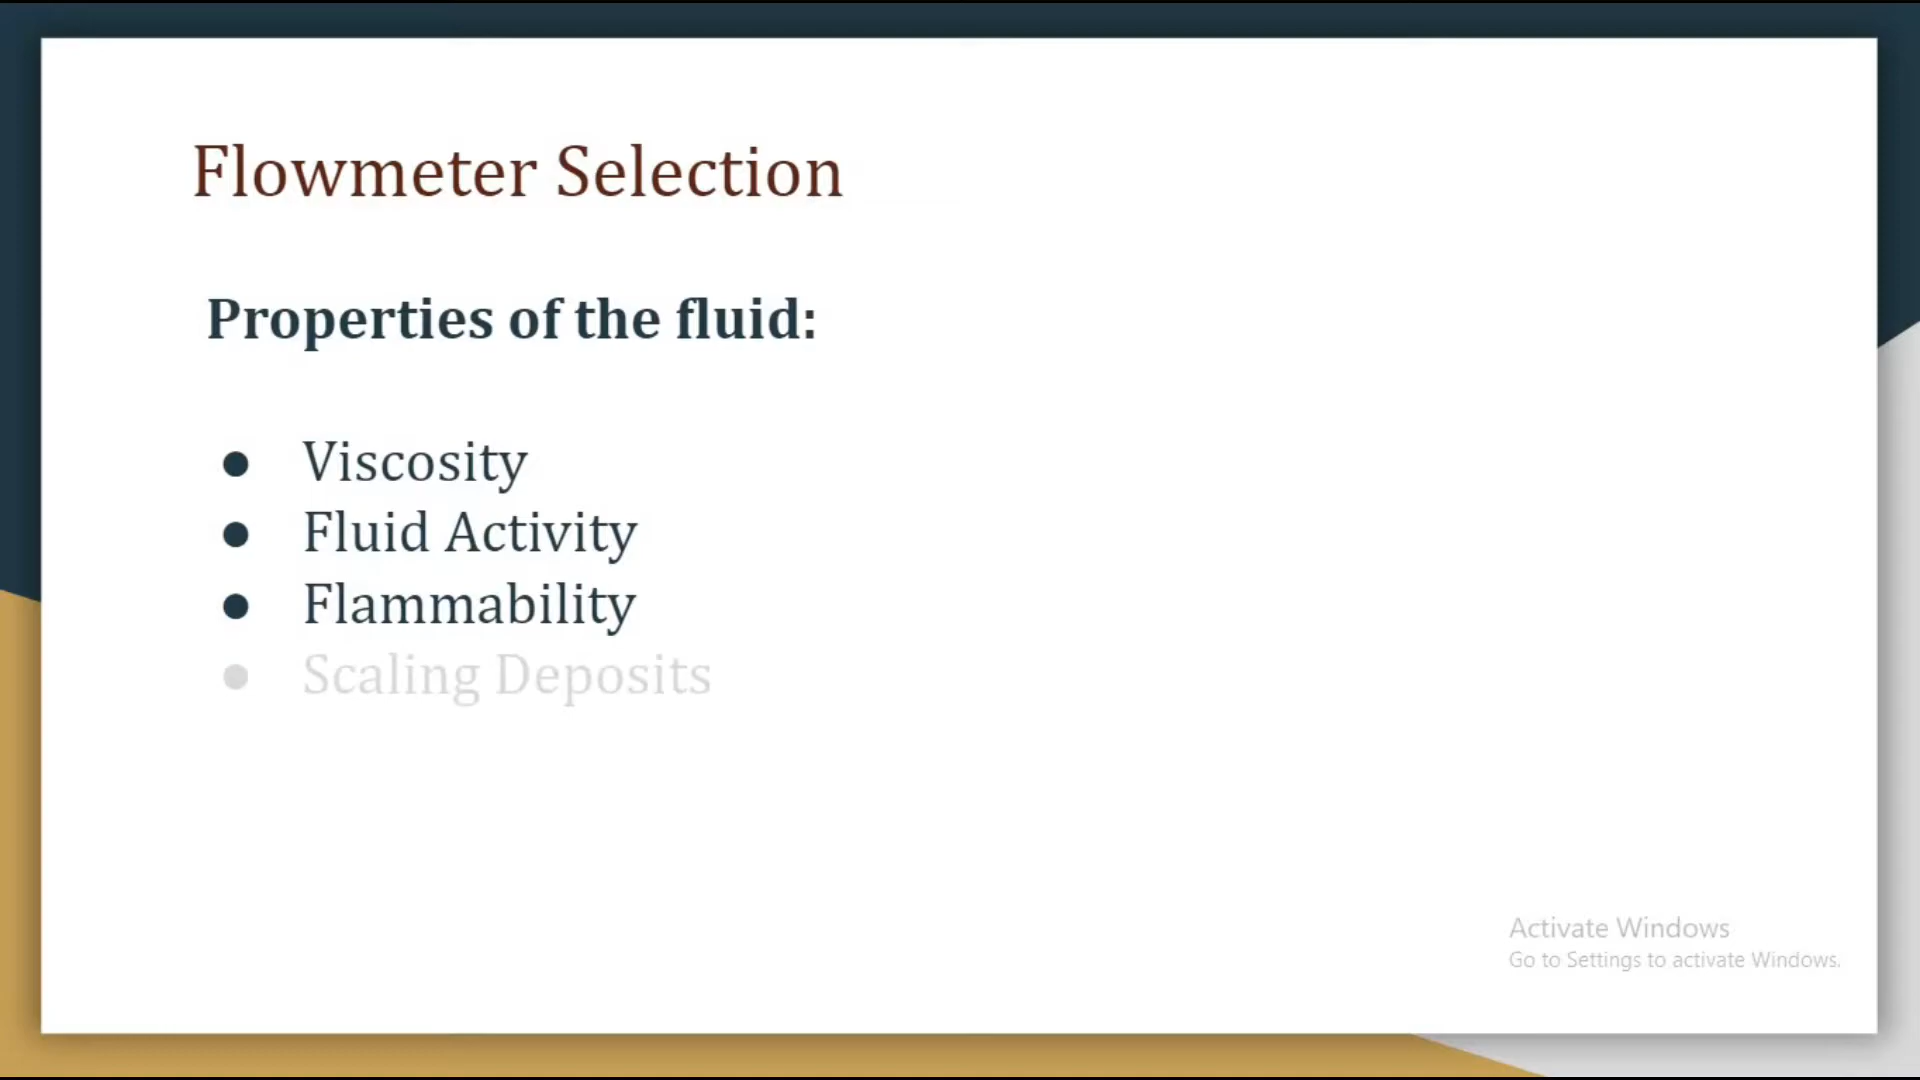 Flowmeter Selection
Properties of the fluid:
● Viscosity
● Fluid Activity
● Flammability
● Scaling Deposits
Activate Windows
Go to Settings to activate Windows.